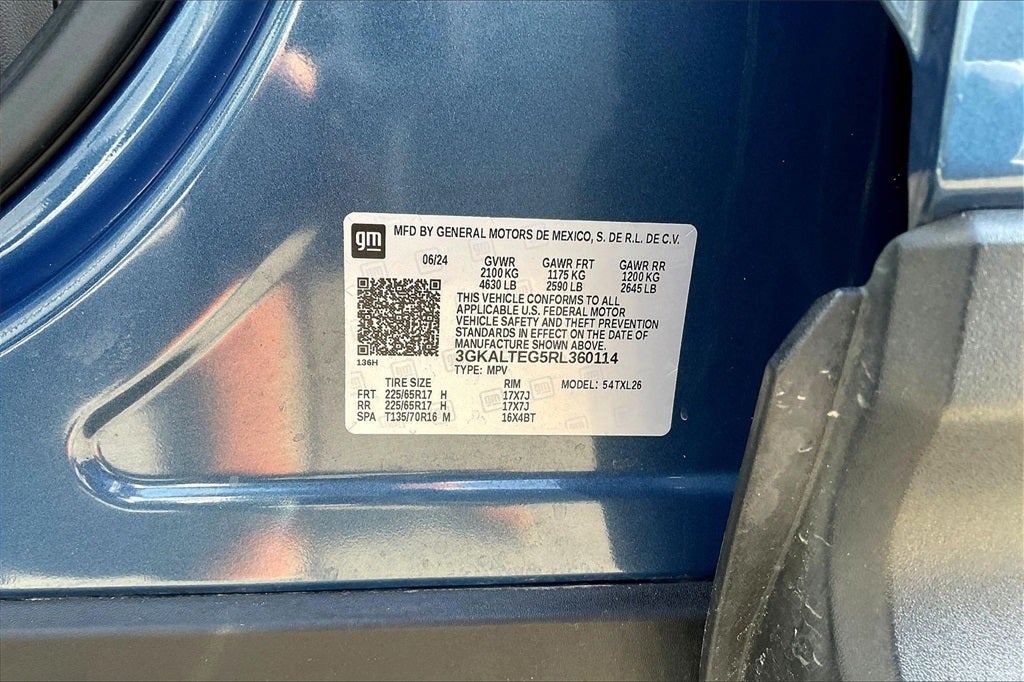 gm MFD BY GENERAL MOTORS DE MEXICO, S. DE R.L. DE C.V.
06/24 GVWR GAWR FRT GAWR RR
2100 KG 1175 KG 1200 KG
4630 LB 2590 LB 2645 LB
THIS VEHICLE CONFORMS TO ALL
APPLICABLE U.S. FEDERAL MOTOR
VEHICLE SAFETY AND THEFT PREVENTION
STANDARDS IN EFFECT ON THE DATE OF
MANUFACTURE SHOWN ABOVE.
136H 3GKALTEG5RL360114
TYPE: MPV
TIRE SIZE RIM MODEL: 54TXL26
FRT 225/65R17 H 17X7J
RR 225/65R17 H 17X7J
SPA T135/70R16 M 16X4BT